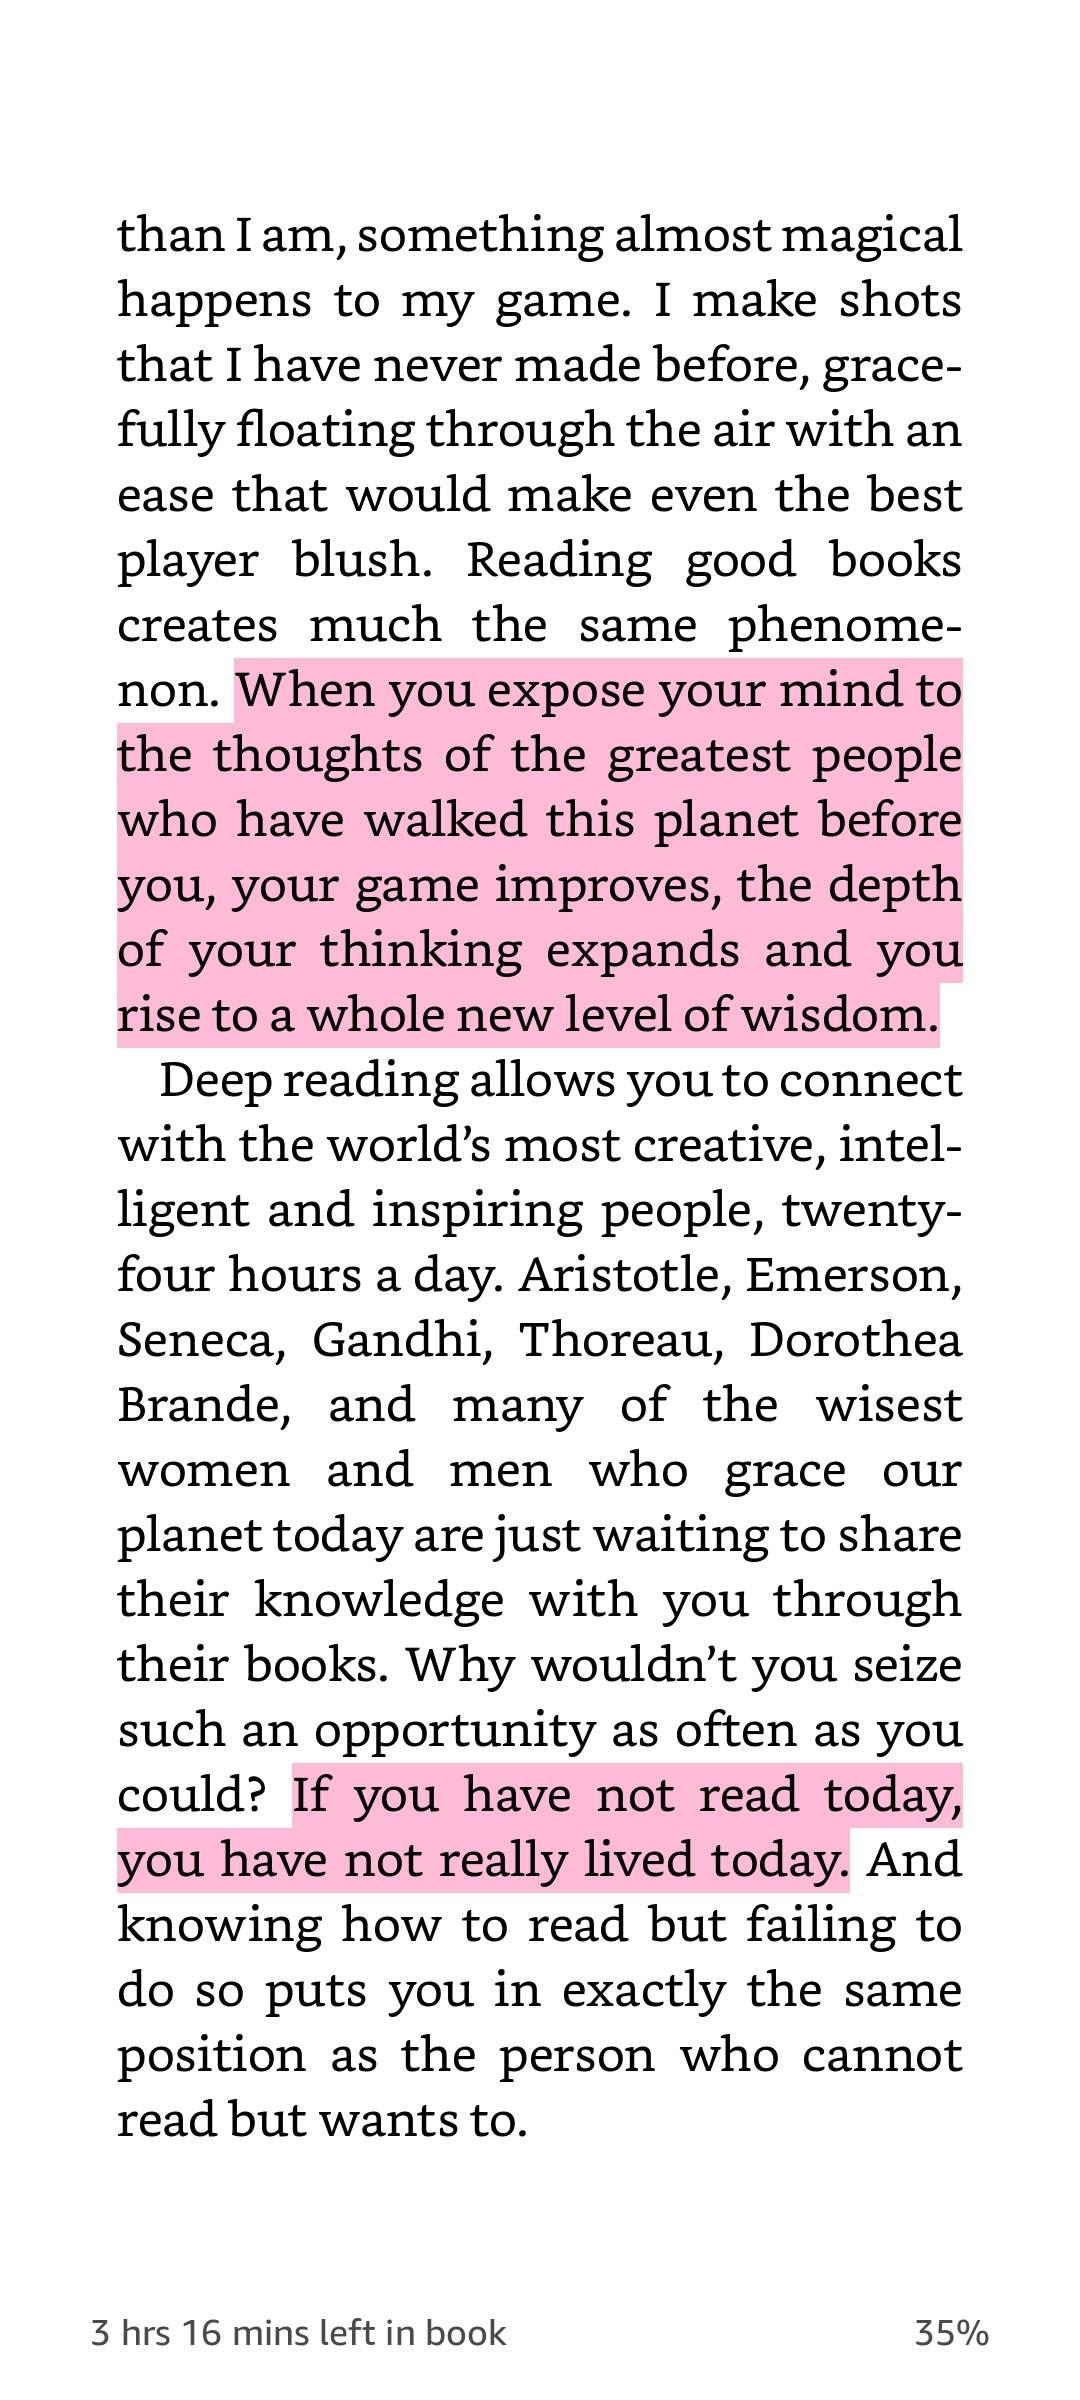 than I am, something almost magical
happens to my game. I make shots
that I have never made before, grace-
fully floating through the air with an
ease that would make even the best
player blush. Reading good books
creates much the same phenome-
non. When you expose your mind to
the thoughts of the greatest people
who have walked this planet before
you, your game improves, the depth
of your thinking expands and you
rise to a whole new level of wisdom.
Deep reading allows you to connect
with the world’s most creative, intel-
ligent and inspiring people, twenty-
four hours a day. Aristotle, Emerson,
Seneca, Gandhi, Thoreau, Dorothea
Brande, and many of the wisest
women and men who grace our
planet today are just waiting to share
their knowledge with you through
their books. Why wouldn’t you seize
such an opportunity as often as you
could? If you have not read today,
you have not really lived today. And
knowing how to read but failing to
do so puts you in exactly the same
position as the person who cannot
read but wants to.
3 hrs 16 mins left in book 35%